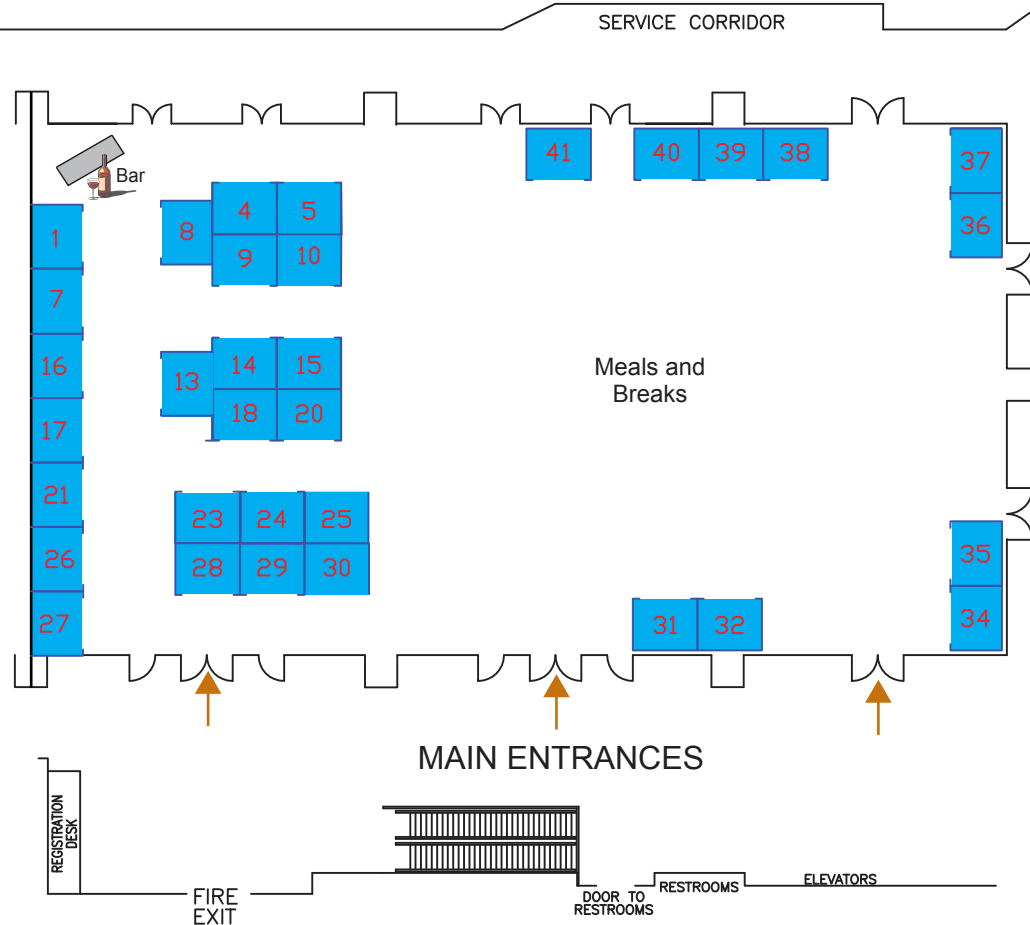 SERVICE CORRIDOR
41
40
39
38
37
Bar
4
5
8
36
1
9
10
7
16
14
15
Meals and
Breaks
13
17
18
20
21
23
24
25
35
26
28
29
30
27
31
32
34
MAIN ENTRANCES
REGISTRATION
DESK
FIRE
EXIT
DOOR TO
RESTROOMS
RESTROOMS
ELEVATORS